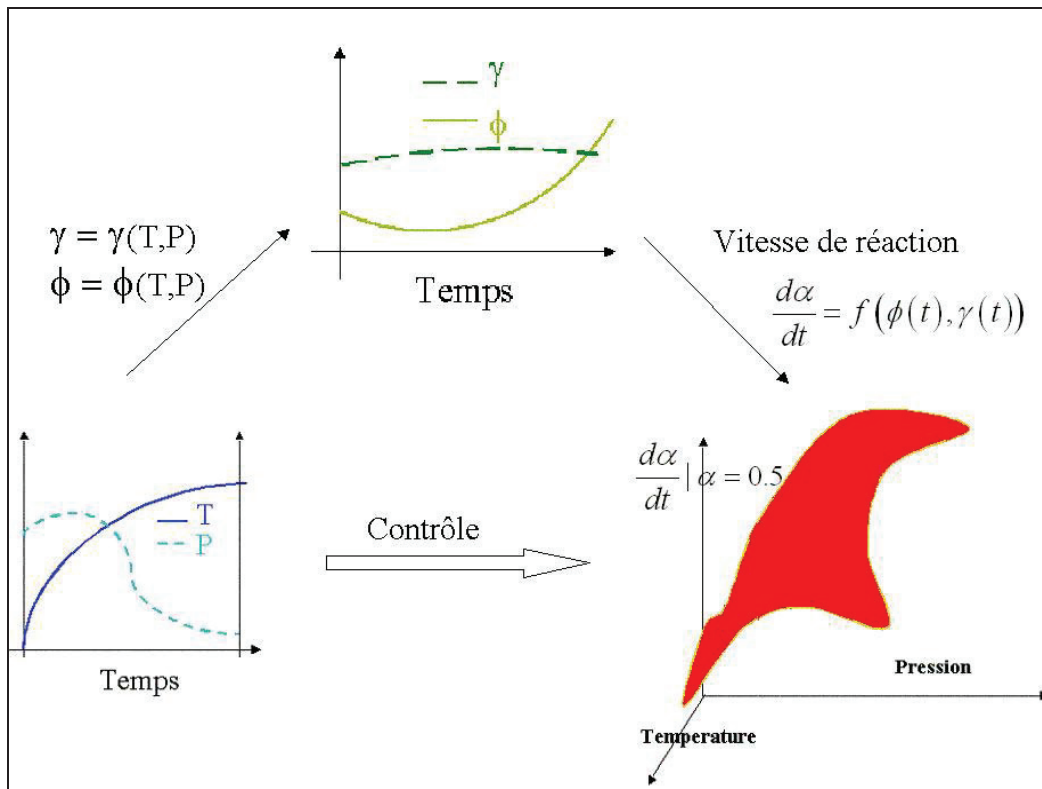 γ
ϕ
Temps
γ = γ(T,P)
ϕ = ϕ(T,P)
Vitesse de réaction
dα/dt = f(ϕ(t),γ(t))
T
P
Temps
Contrôle
dα/dt | α = 0.5
Pression
Temperature